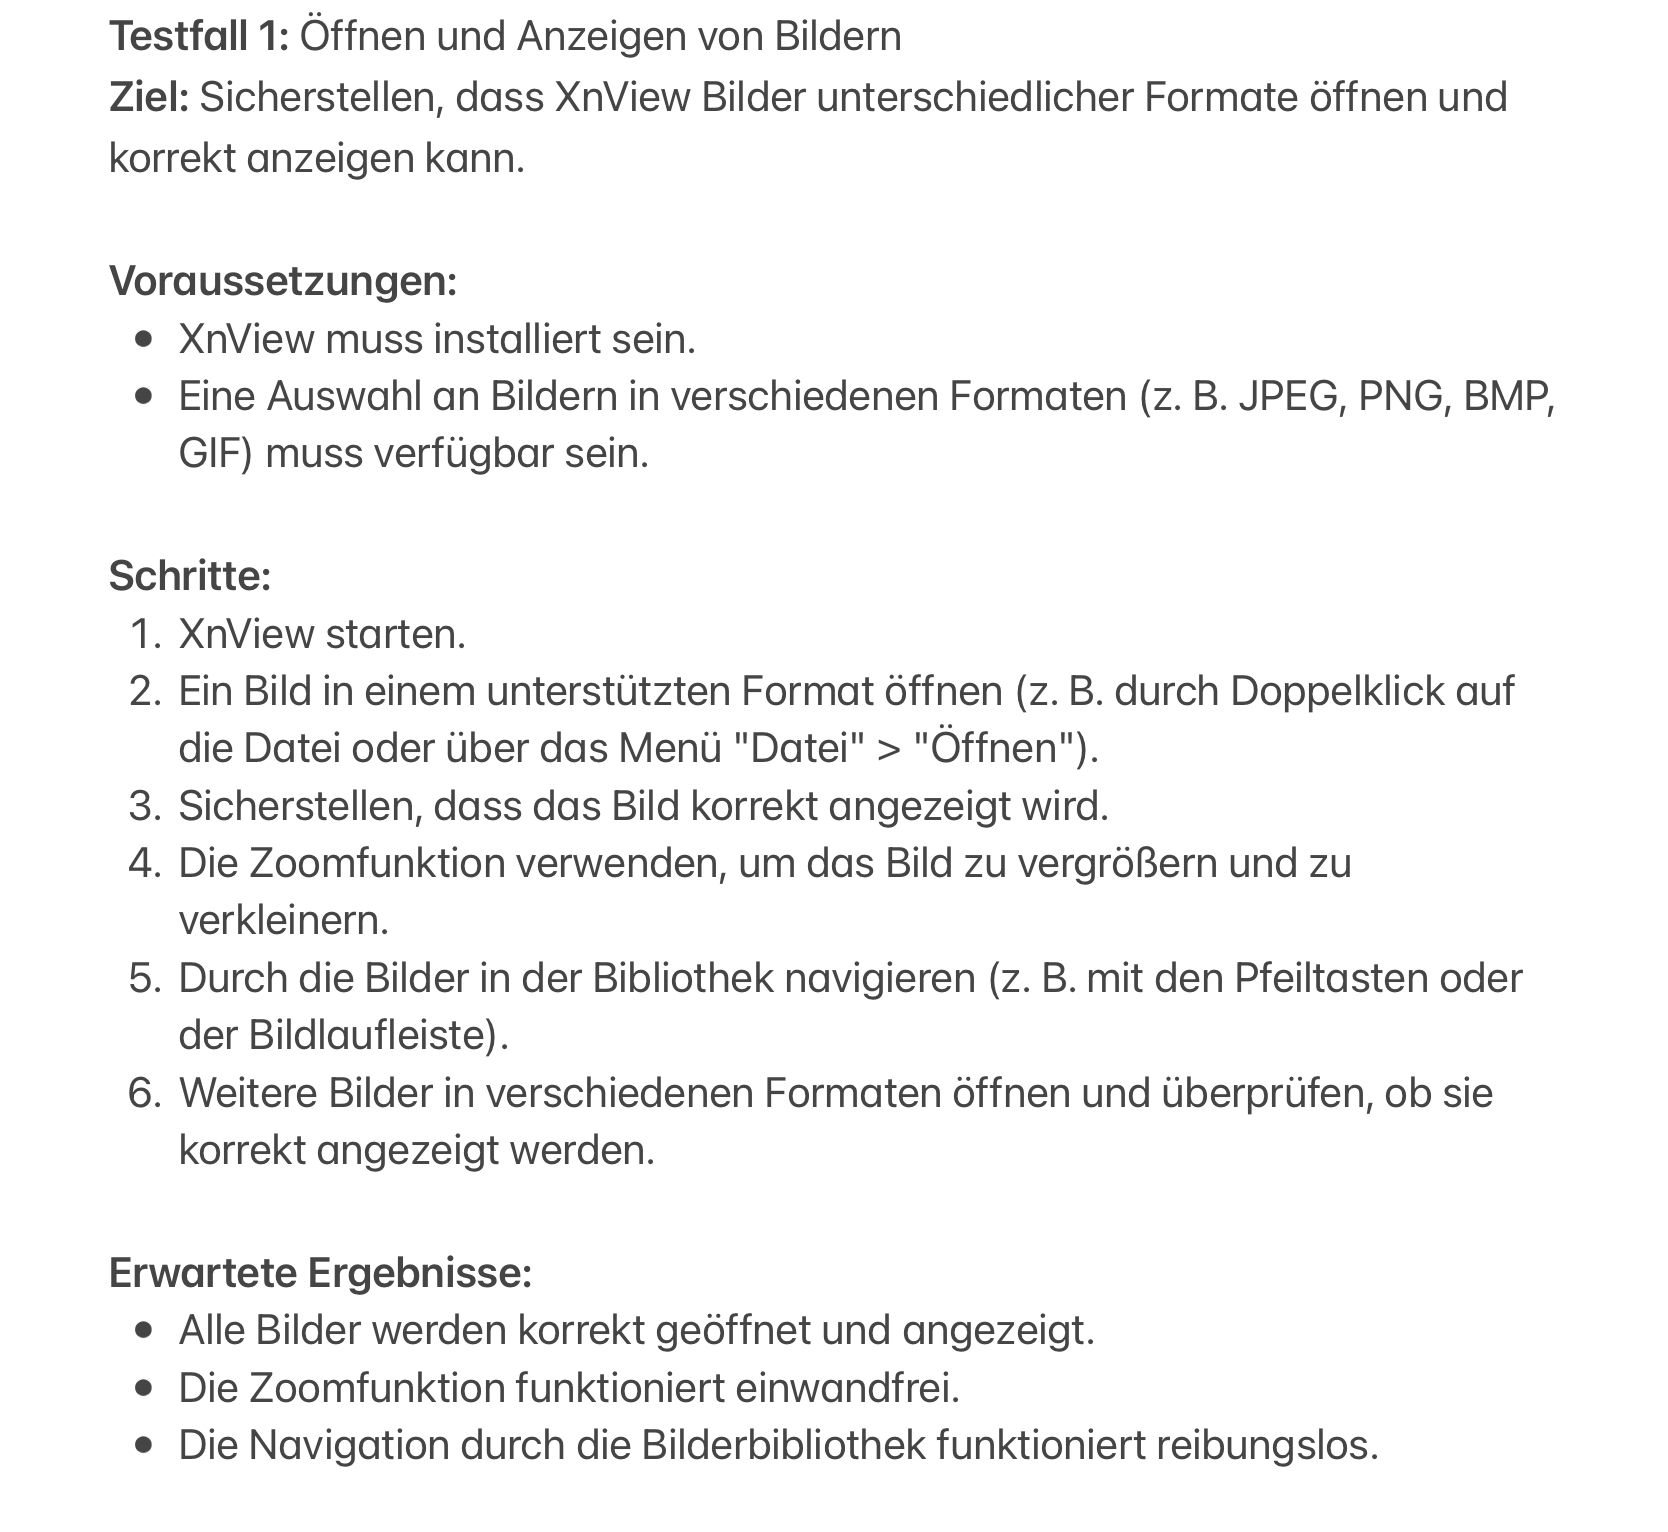 Testfall 1: Öffnen und Anzeigen von Bildern
Ziel: Sicherstellen, dass XnView Bilder unterschiedlicher Formate öffnen und
korrekt anzeigen kann.
Voraussetzungen:
● XnView muss installiert sein.
● Eine Auswahl an Bildern in verschiedenen Formaten (z. B. JPEG, PNG, BMP,
GIF) muss verfügbar sein.
Schritte:
1. XnView starten.
2. Ein Bild in einem unterstützten Format öffnen (z. B. durch Doppelklick auf
die Datei oder über das Menü "Datei" > "Öffnen").
3. Sicherstellen, dass das Bild korrekt angezeigt wird.
4. Die Zoomfunktion verwenden, um das Bild zu vergrößern und zu
verkleinern.
5. Durch die Bilder in der Bibliothek navigieren (z. B. mit den Pfeiltasten oder
der Bildlaufleiste).
6. Weitere Bilder in verschiedenen Formaten öffnen und überprüfen, ob sie
korrekt angezeigt werden.
Erwartete Ergebnisse:
● Alle Bilder werden korrekt geöffnet und angezeigt.
● Die Zoomfunktion funktioniert einwandfrei.
● Die Navigation durch die Bilderbibliothek funktioniert reibungslos.